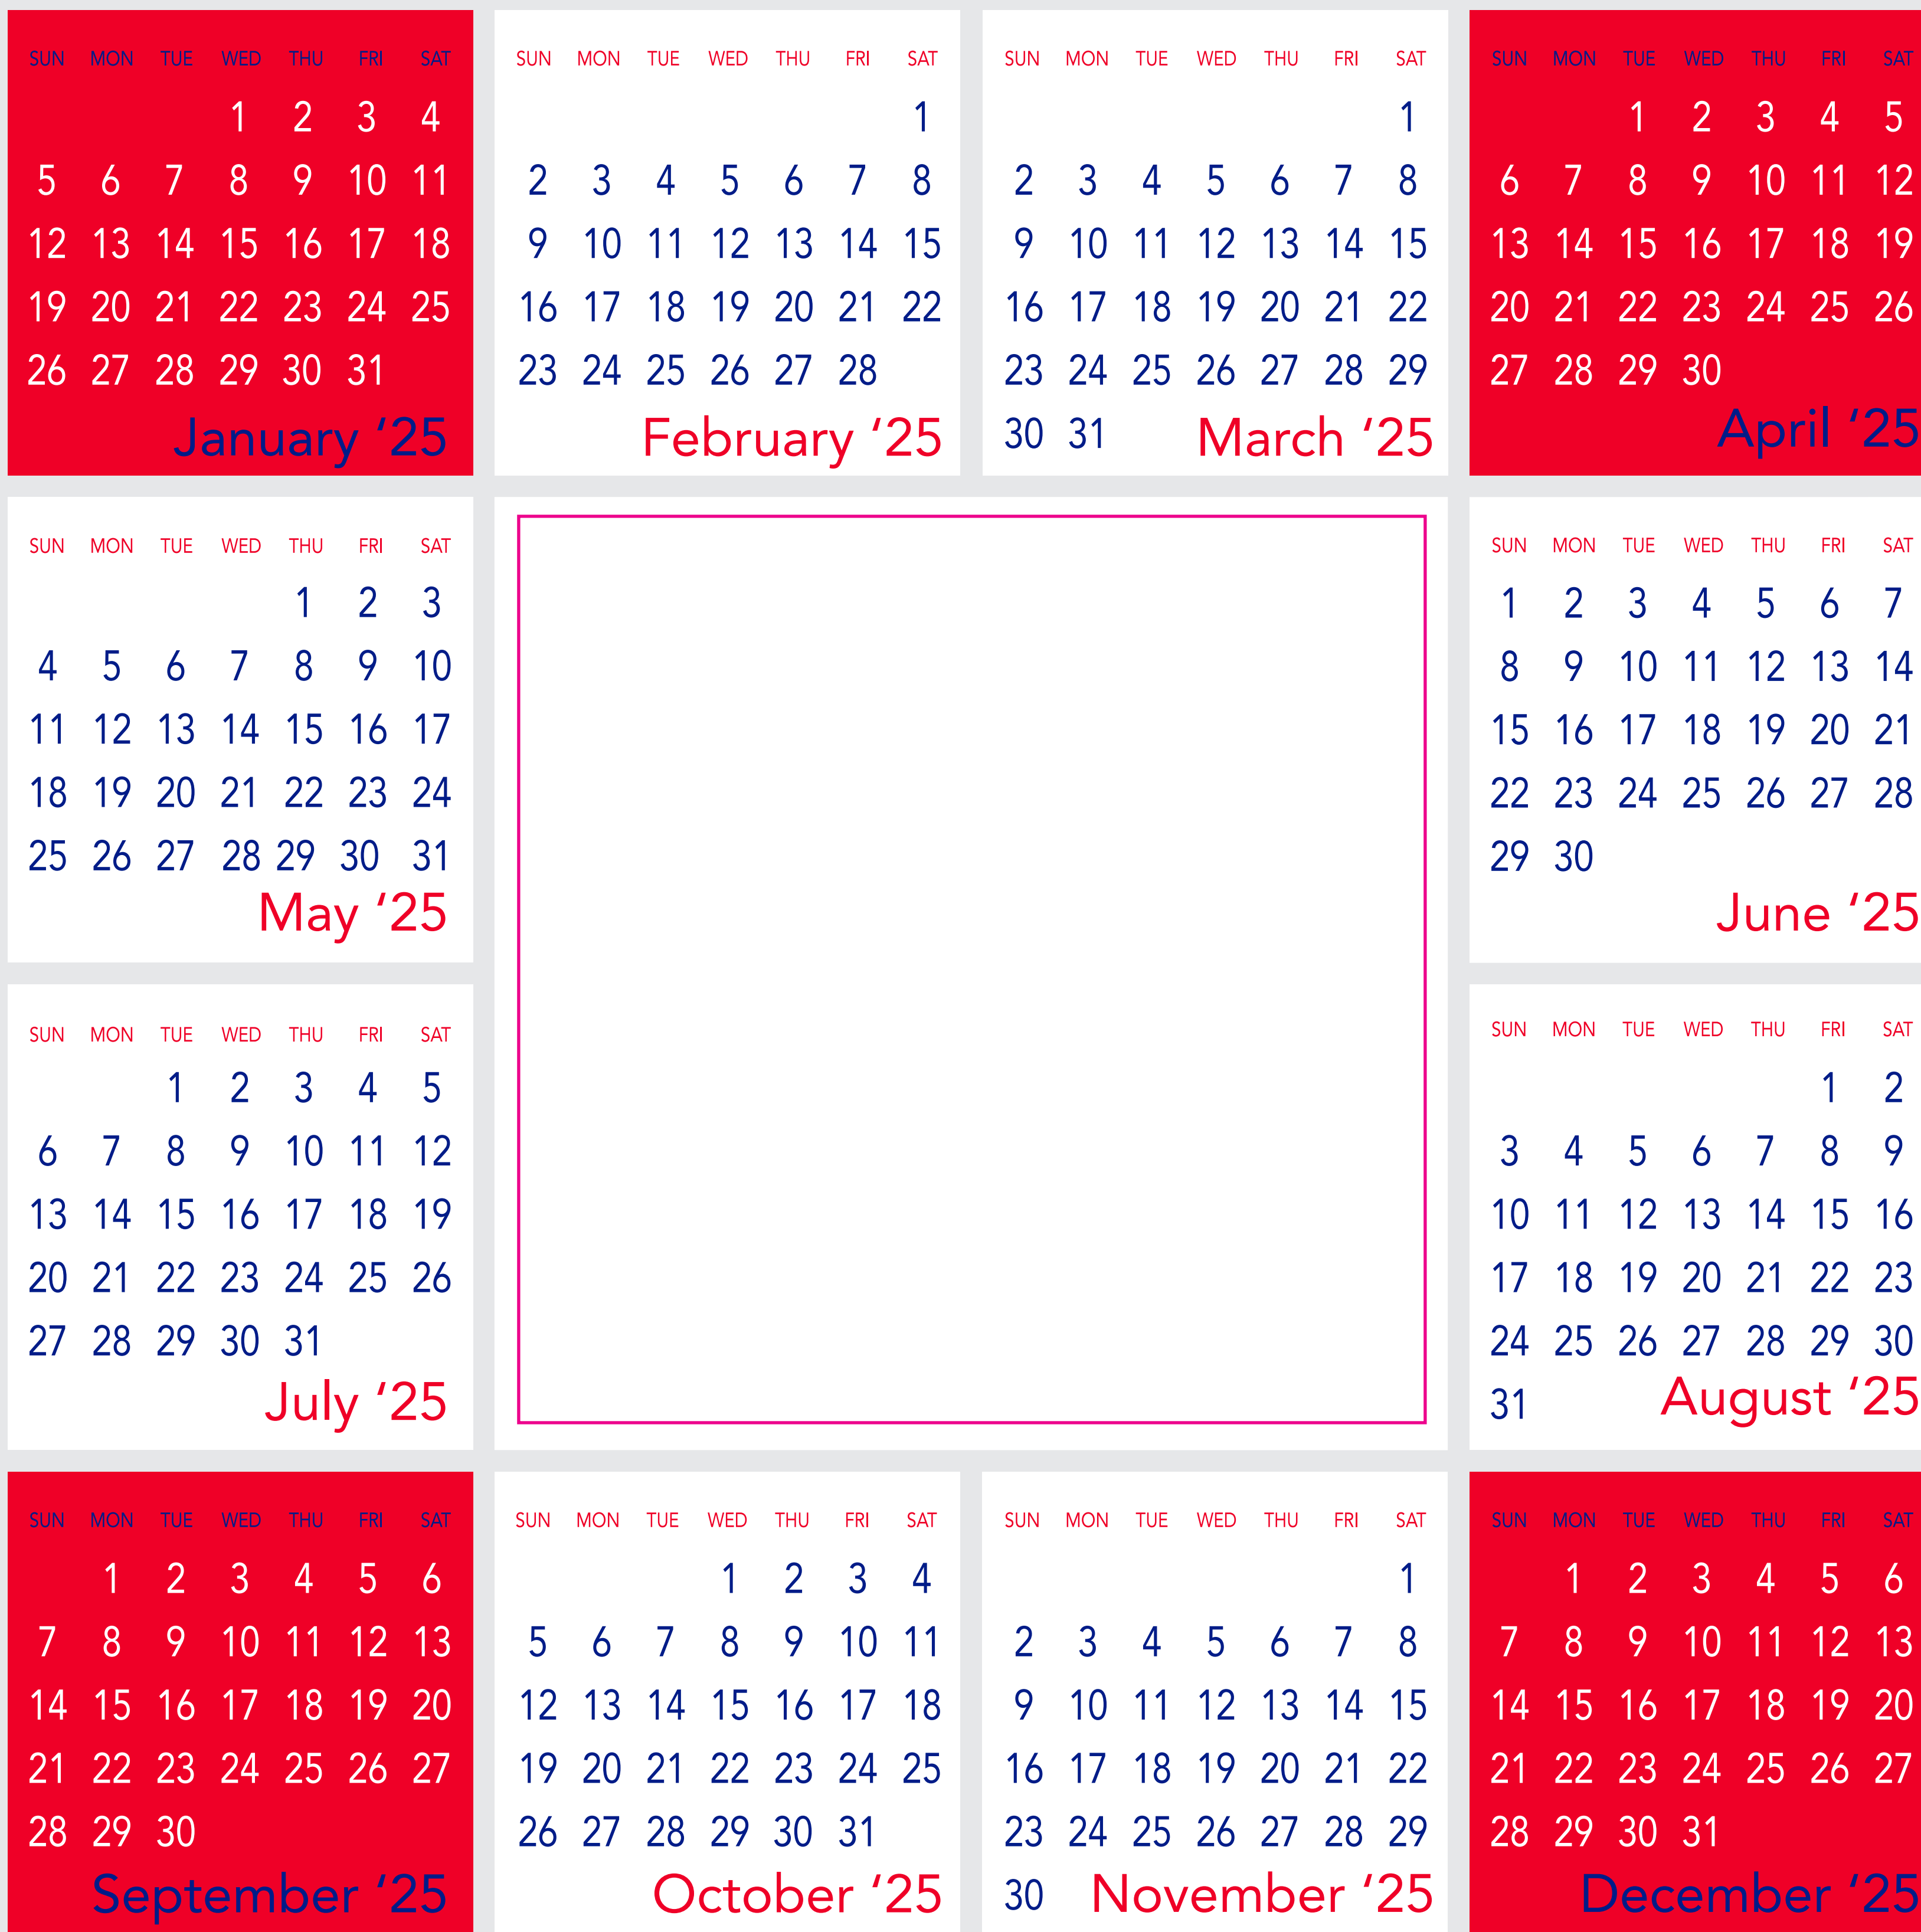 SUN MON TUE WED THU FRI SAT
1 2 3 4
5 6 7 8 9 10 11
12 13 14 15 16 17 18
19 20 21 22 23 24 25
26 27 28 29 30 31
January ‘25
SUN MON TUE WED THU FRI SAT
1
2 3 4 5 6 7 8
9 10 11 12 13 14 15
16 17 18 19 20 21 22
23 24 25 26 27 28
February ‘25
SUN MON TUE WED THU FRI SAT
1
2 3 4 5 6 7 8
9 10 11 12 13 14 15
16 17 18 19 20 21 22
23 24 25 26 27 28 29
30 31 March ‘25
SUN MON TUE WED THU FRI SAT
1 2 3 4 5
6 7 8 9 10 11 12
13 14 15 16 17 18 19
20 21 22 23 24 25 26
27 28 29 30
April ‘25
SUN MON TUE WED THU FRI SAT
1 2 3
4 5 6 7 8 9 10
11 12 13 14 15 16 17
18 19 20 21 22 23 24
25 26 27 28 29 30 31
May ‘25
SUN MON TUE WED THU FRI SAT
1 2 3 4 5 6 7
8 9 10 11 12 13 14
15 16 17 18 19 20 21
22 23 24 25 26 27 28
29 30
June ‘25
SUN MON TUE WED THU FRI SAT
1 2 3 4 5
6 7 8 9 10 11 12
13 14 15 16 17 18 19
20 21 22 23 24 25 26
27 28 29 30 31
July ‘25
SUN MON TUE WED THU FRI SAT
1 2
3 4 5 6 7 8 9
10 11 12 13 14 15 16
17 18 19 20 21 22 23
24 25 26 27 28 29 30
31 August ‘25
SUN MON TUE WED THU FRI SAT
1 2 3 4 5 6
7 8 9 10 11 12 13
14 15 16 17 18 19 20
21 22 23 24 25 26 27
28 29 30
September ‘25
SUN MON TUE WED THU FRI SAT
1 2 3 4
5 6 7 8 9 10 11
12 13 14 15 16 17 18
19 20 21 22 23 24 25
26 27 28 29 30 31
October ‘25
SUN MON TUE WED THU FRI SAT
1
2 3 4 5 6 7 8
9 10 11 12 13 14 15
16 17 18 19 20 21 22
23 24 25 26 27 28 29
30 November ‘25
SUN MON TUE WED THU FRI SAT
1 2 3 4 5 6
7 8 9 10 11 12 13
14 15 16 17 18 19 20
21 22 23 24 25 26 27
28 29 30 31
December ‘25